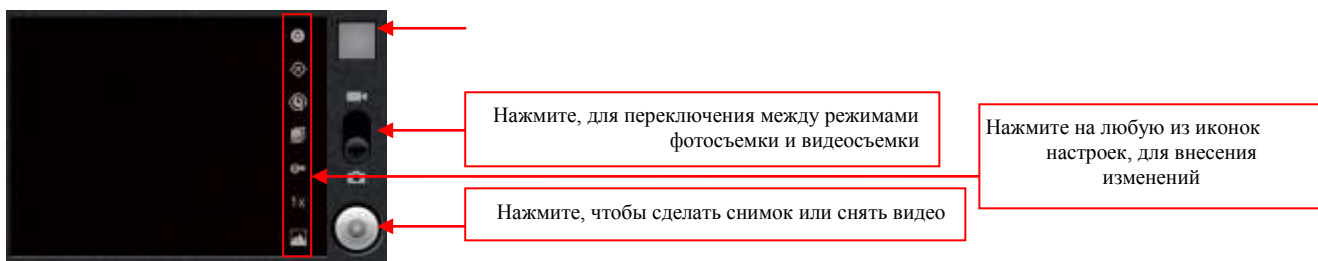 1x
Нажмите, для переключения между режимами
фотосъемки и видеосъемки
Нажмите на любую из иконок
настроек, для внесения
изменений
Нажмите, чтобы сделать снимок или снять видео